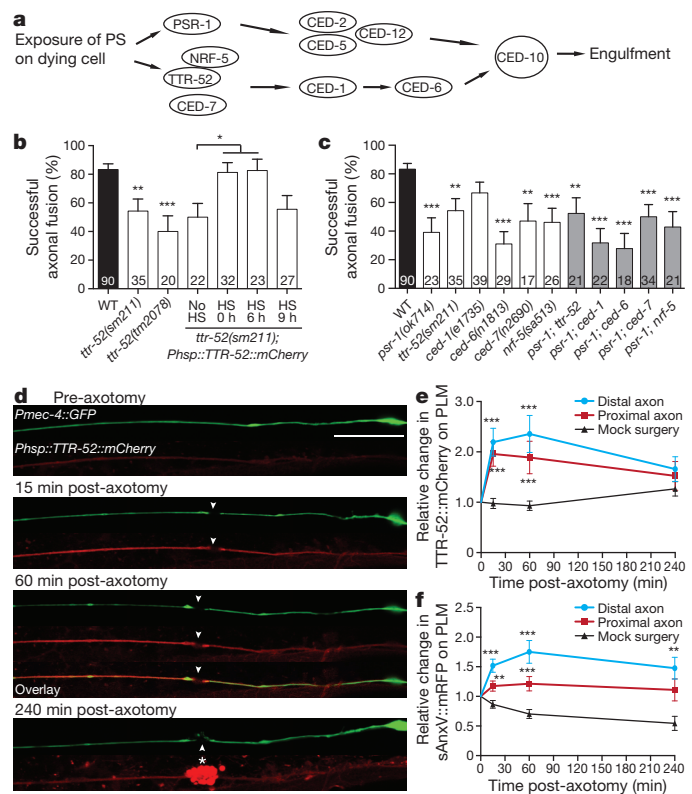 a
Exposure of PS
on dying cell
PSR-1
NRF-5
TTR-52
CED-7
CED-2
CED-5
CED-12
CED-1
CED-6
CED-10
Engulfment
b
Successful
axonal fusion (%)
100
80
60
40
20
0
**
***
*
90
35
20
22
32
23
27
WT
ttr-52(sm211)
ttr-52(tm2078)
No
HS
HS
0 h
HS
6 h
HS
9 h
ttr-52(sm211);
Phsp::TTR-52::mCherry
c
Successful
axonal fusion (%)
100
80
60
40
20
0
***
**
***
**
***
**
***
***
***
***
90
23
35
39
29
17
26
21
22
18
34
21
WT
psr-1(ok714)
ttr-52(sm211)
ced-1(e1735)
ced-6(n1813)
ced-7(n2690)
nrf-5(sa513)
psr-1; ttr-52
psr-1; ced-1
psr-1; ced-6
psr-1; ced-7
psr-1; nrf-5
d
Pre-axotomy
Pmec-4::GFP
Phsp::TTR-52::mCherry
15 min post-axotomy
60 min post-axotomy
Overlay
240 min post-axotomy
*
e
Relative change in
TTR-52::mCherry on PLM
3.0
2.0
1.0
0
Distal axon
Proximal axon
Mock surgery
***
***
***
***
0 30 60 90 120 150 180 210 240
Time post-axotomy (min)
f
Relative change in
sAnxV::mRFP on PLM
2.5
2.0
1.5
1.0
0.5
0
Distal axon
Proximal axon
Mock surgery
***
***
**
**
***
0 30 60 90 120 150 180 210 240
Time post-axotomy (min)